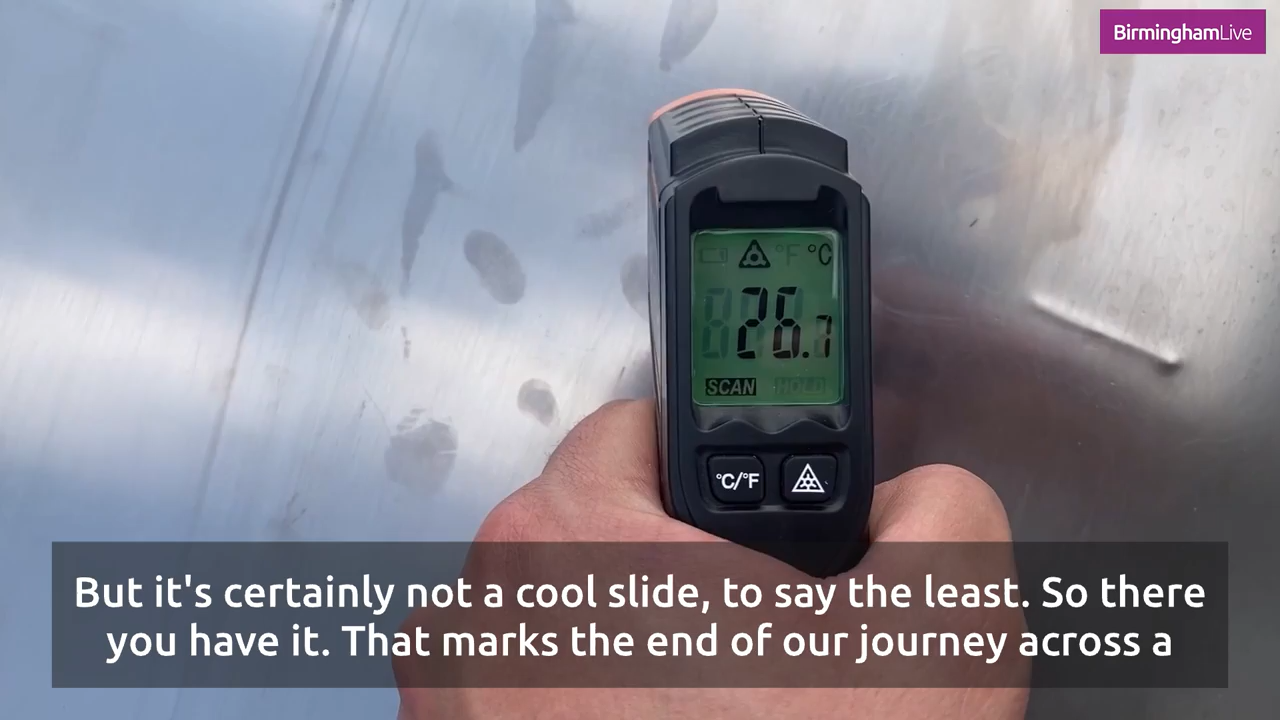 BirminghamLive
°F °C
26.7
SCAN HOLD
°C/°F
But it's certainly not a cool slide, to say the least. So there
you have it. That marks the end of our journey across a